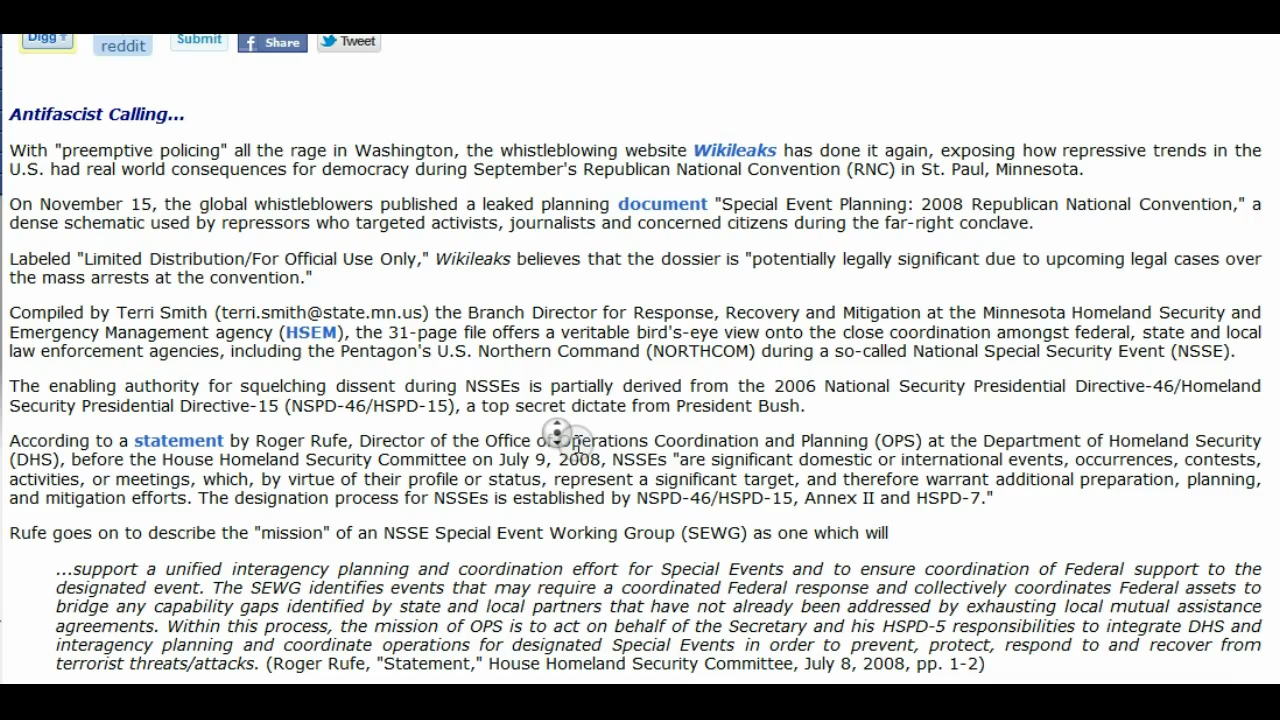 Digg
reddit
Submit
f Share
Tweet
Antifascist Calling...
With "preemptive policing" all the rage in Washington, the whistleblowing website Wikileaks has done it again, exposing how repressive trends in the
U.S. had real world consequences for democracy during September's Republican National Convention (RNC) in St. Paul, Minnesota.
On November 15, the global whistleblowers published a leaked planning document "Special Event Planning: 2008 Republican National Convention," a
dense schematic used by repressors who targeted activists, journalists and concerned citizens during the far-right conclave.
Labeled "Limited Distribution/For Official Use Only," Wikileaks believes that the dossier is "potentially legally significant due to upcoming legal cases over
the mass arrests at the convention."
Compiled by Terri Smith (terri.smith@state.mn.us) the Branch Director for Response, Recovery and Mitigation at the Minnesota Homeland Security and
Emergency Management agency (HSEM), the 31-page file offers a veritable bird's-eye view onto the close coordination amongst federal, state and local
law enforcement agencies, including the Pentagon's U.S. Northern Command (NORTHCOM) during a so-called National Special Security Event (NSSE).
The enabling authority for squelching dissent during NSSEs is partially derived from the 2006 National Security Presidential Directive-46/Homeland
Security Presidential Directive-15 (NSPD-46/HSPD-15), a top secret dictate from President Bush.
According to a statement by Roger Rufe, Director of the Office of Operations Coordination and Planning (OPS) at the Department of Homeland Security
(DHS), before the House Homeland Security Committee on July 9, 2008, NSSEs "are significant domestic or international events, occurrences, contests,
activities, or meetings, which, by virtue of their profile or status, represent a significant target, and therefore warrant additional preparation, planning,
and mitigation efforts. The designation process for NSSEs is established by NSPD-46/HSPD-15, Annex II and HSPD-7."
Rufe goes on to describe the "mission" of an NSSE Special Event Working Group (SEWG) as one which will
...support a unified interagency planning and coordination effort for Special Events and to ensure coordination of Federal support to the
designated event. The SEWG identifies events that may require a coordinated Federal response and collectively coordinates Federal assets to
bridge any capability gaps identified by state and local partners that have not already been addressed by exhausting local mutual assistance
agreements. Within this process, the mission of OPS is to act on behalf of the Secretary and his HSPD-5 responsibilities to integrate DHS and
interagency planning and coordinate operations for designated Special Events in order to prevent, protect, respond to and recover from
terrorist threats/attacks. (Roger Rufe, "Statement," House Homeland Security Committee, July 8, 2008, pp. 1-2)